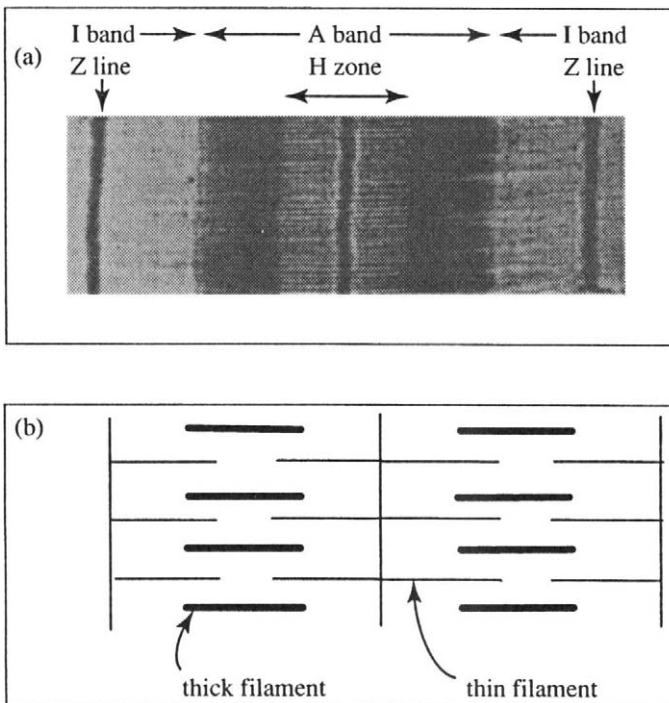 I band
A band
I band
(a)
Z line
H zone
Z line
(b)
thick filament
thin filament